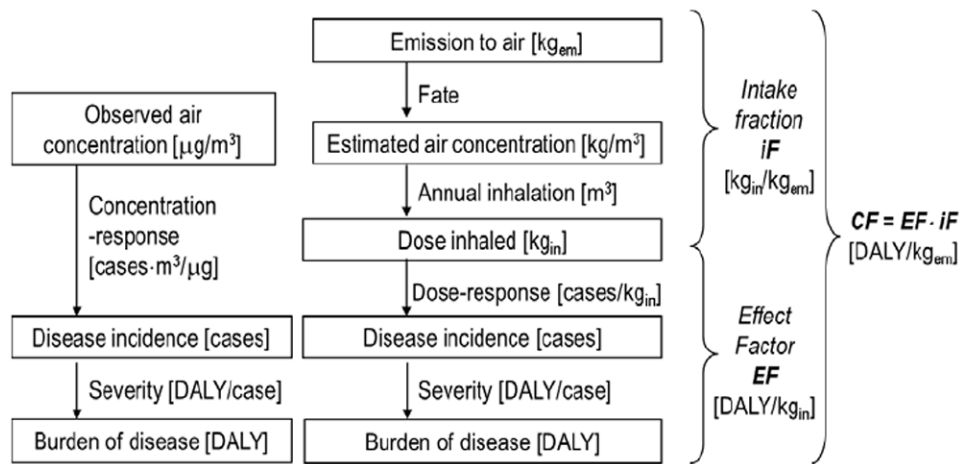 Observed air
concentration [μg/m³]
Concentration
-response
[cases·m³/μg]
Disease incidence [cases]
Severity [DALY/case]
Burden of disease [DALY]
Emission to air [kg_em]
Fate
Estimated air concentration [kg/m³]
Annual inhalation [m³]
Dose inhaled [kg_in]
Dose-response [cases/kg_in]
Disease incidence [cases]
Severity [DALY/case]
Burden of disease [DALY]
Intake
fraction
iF
[kg_in/kg_em]
Effect
Factor
EF
[DALY/kg_in]
CF = EF · iF
[DALY/kg_em]